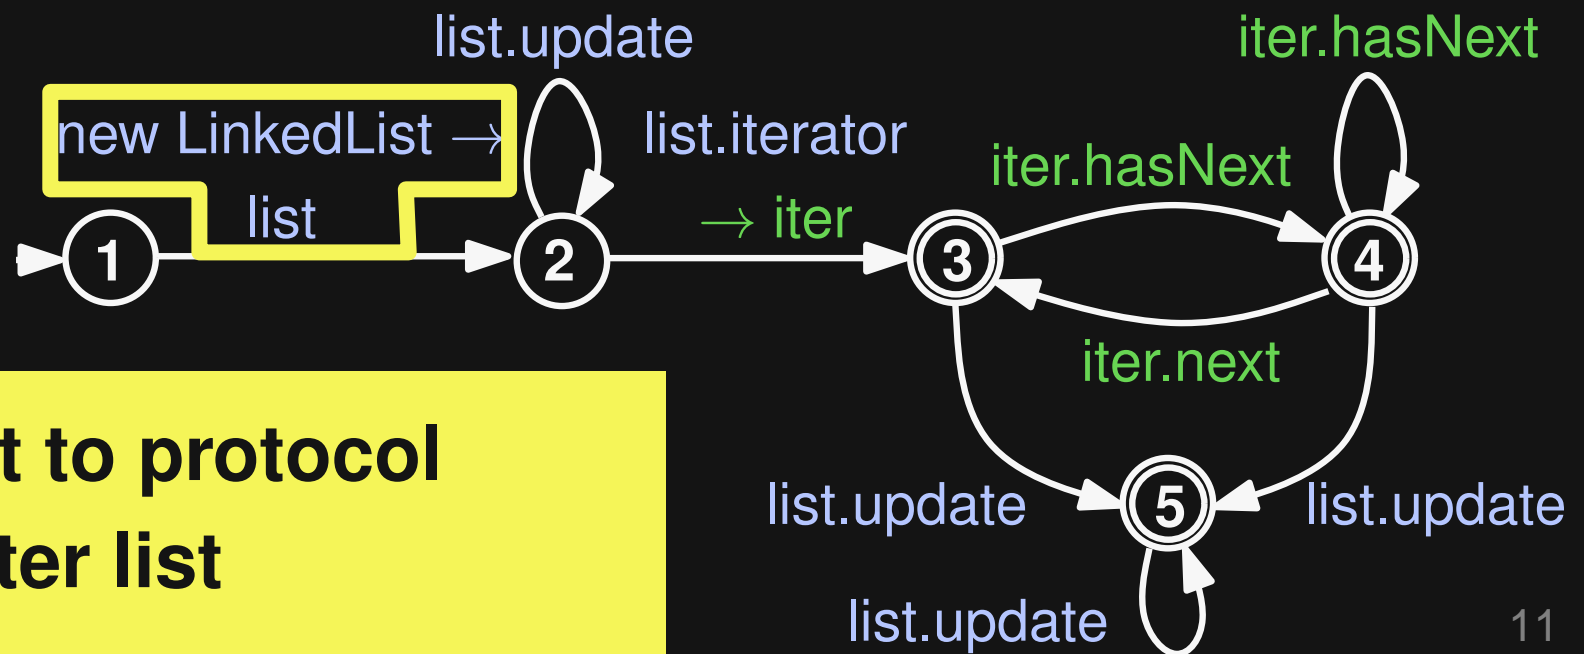 list.update
iter.hasNext
new LinkedList →
list.iterator
iter.hasNext
list
→ iter
1
2
3
4
iter.next
t to protocol
list.update
5
list.update
ter list
list.update
11